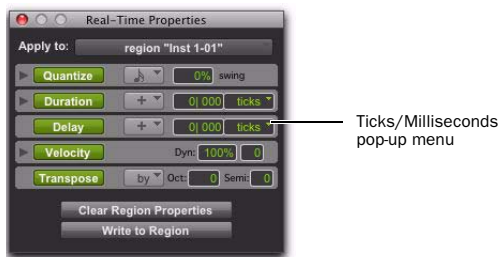 Real-Time Properties
Apply to: region "Inst 1-01"
Quantize 0% swing
Duration + 0| 000 ticks
Delay + 0| 000 ticks
Velocity Dyn: 100% 0
Transpose by Oct: 0 Semi: 0
Clear Region Properties
Write to Region
Ticks/Milliseconds
pop-up menu